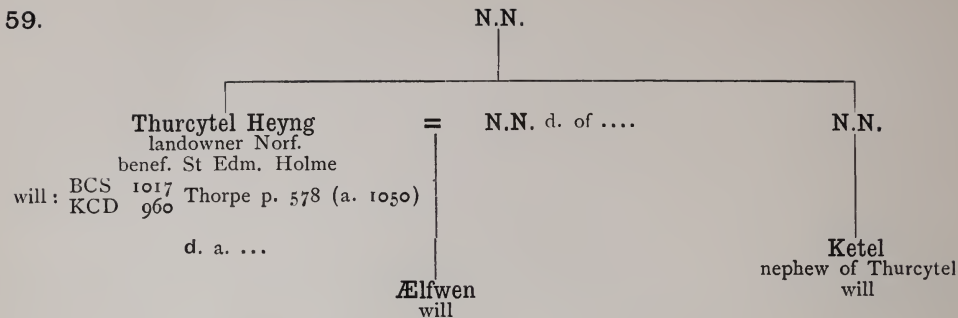 59.
N.N.
Thurcytel Heyng = N.N. d. of .... N.N.
landowner Norf.
benef. St Edm. Holme
will : BCS 1017 Thorpe p. 578 (a. 1050)
KCD 960
d. a. ...
Ketel
nephew of Thurcytel
will
Ælfwen
will